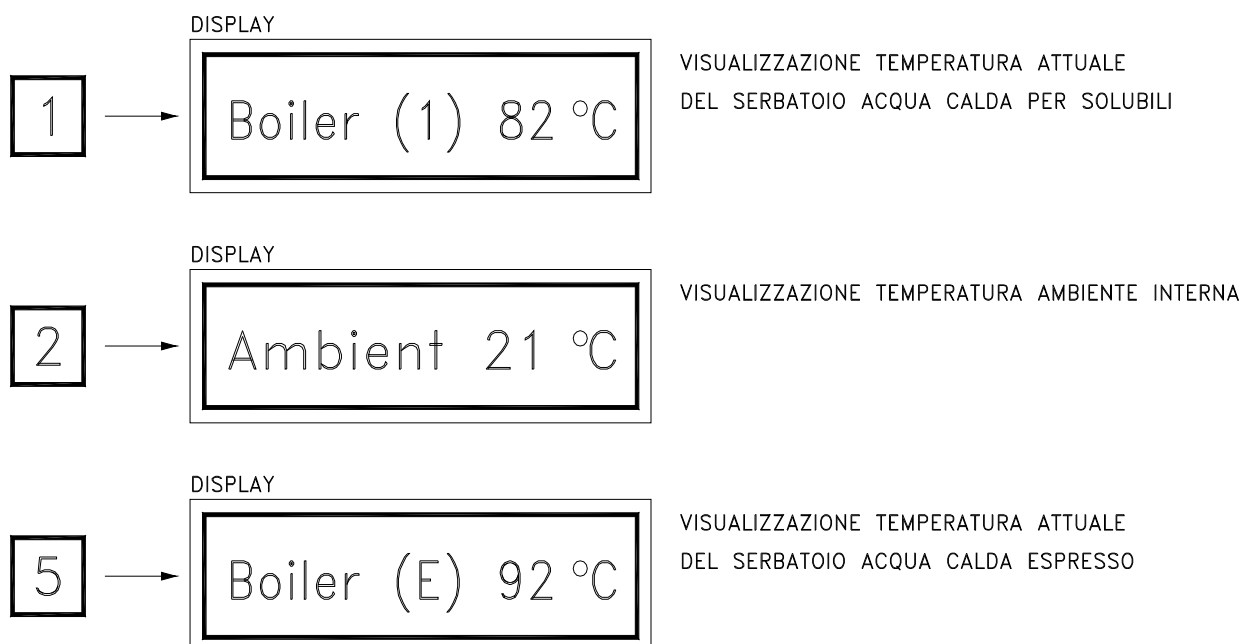 DISPLAY
1
Boiler (1) 82 °C
VISUALIZZAZIONE TEMPERATURA ATTUALE
DEL SERBATOIO ACQUA CALDA PER SOLUBILI
DISPLAY
2
Ambient 21 °C
VISUALIZZAZIONE TEMPERATURA AMBIENTE INTERNA
DISPLAY
5
Boiler (E) 92 °C
VISUALIZZAZIONE TEMPERATURA ATTUALE
DEL SERBATOIO ACQUA CALDA ESPRESSO